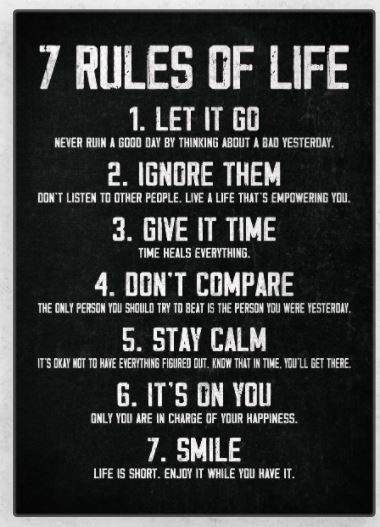 7 RULES OF LIFE
1. LET IT GO
NEVER RUIN A GOOD DAY BY THINKING ABOUT A BAD YESTERDAY.
2. IGNORE THEM
DON'T LISTEN TO OTHER PEOPLE. LIVE A LIFE THAT'S EMPOWERING YOU.
3. GIVE IT TIME
TIME HEALS EVERYTHING.
4. DON'T COMPARE
THE ONLY PERSON YOU SHOULD TRY TO BEAT IS THE PERSON YOU WERE YESTERDAY.
5. STAY CALM
IT'S OKAY NOT TO HAVE EVERYTHING FIGURED OUT. KNOW THAT IN TIME, YOU'LL GET THERE.
6. IT'S ON YOU
ONLY YOU ARE IN CHARGE OF YOUR HAPPINESS.
7. SMILE
LIFE IS SHORT. ENJOY IT WHILE YOU HAVE IT.